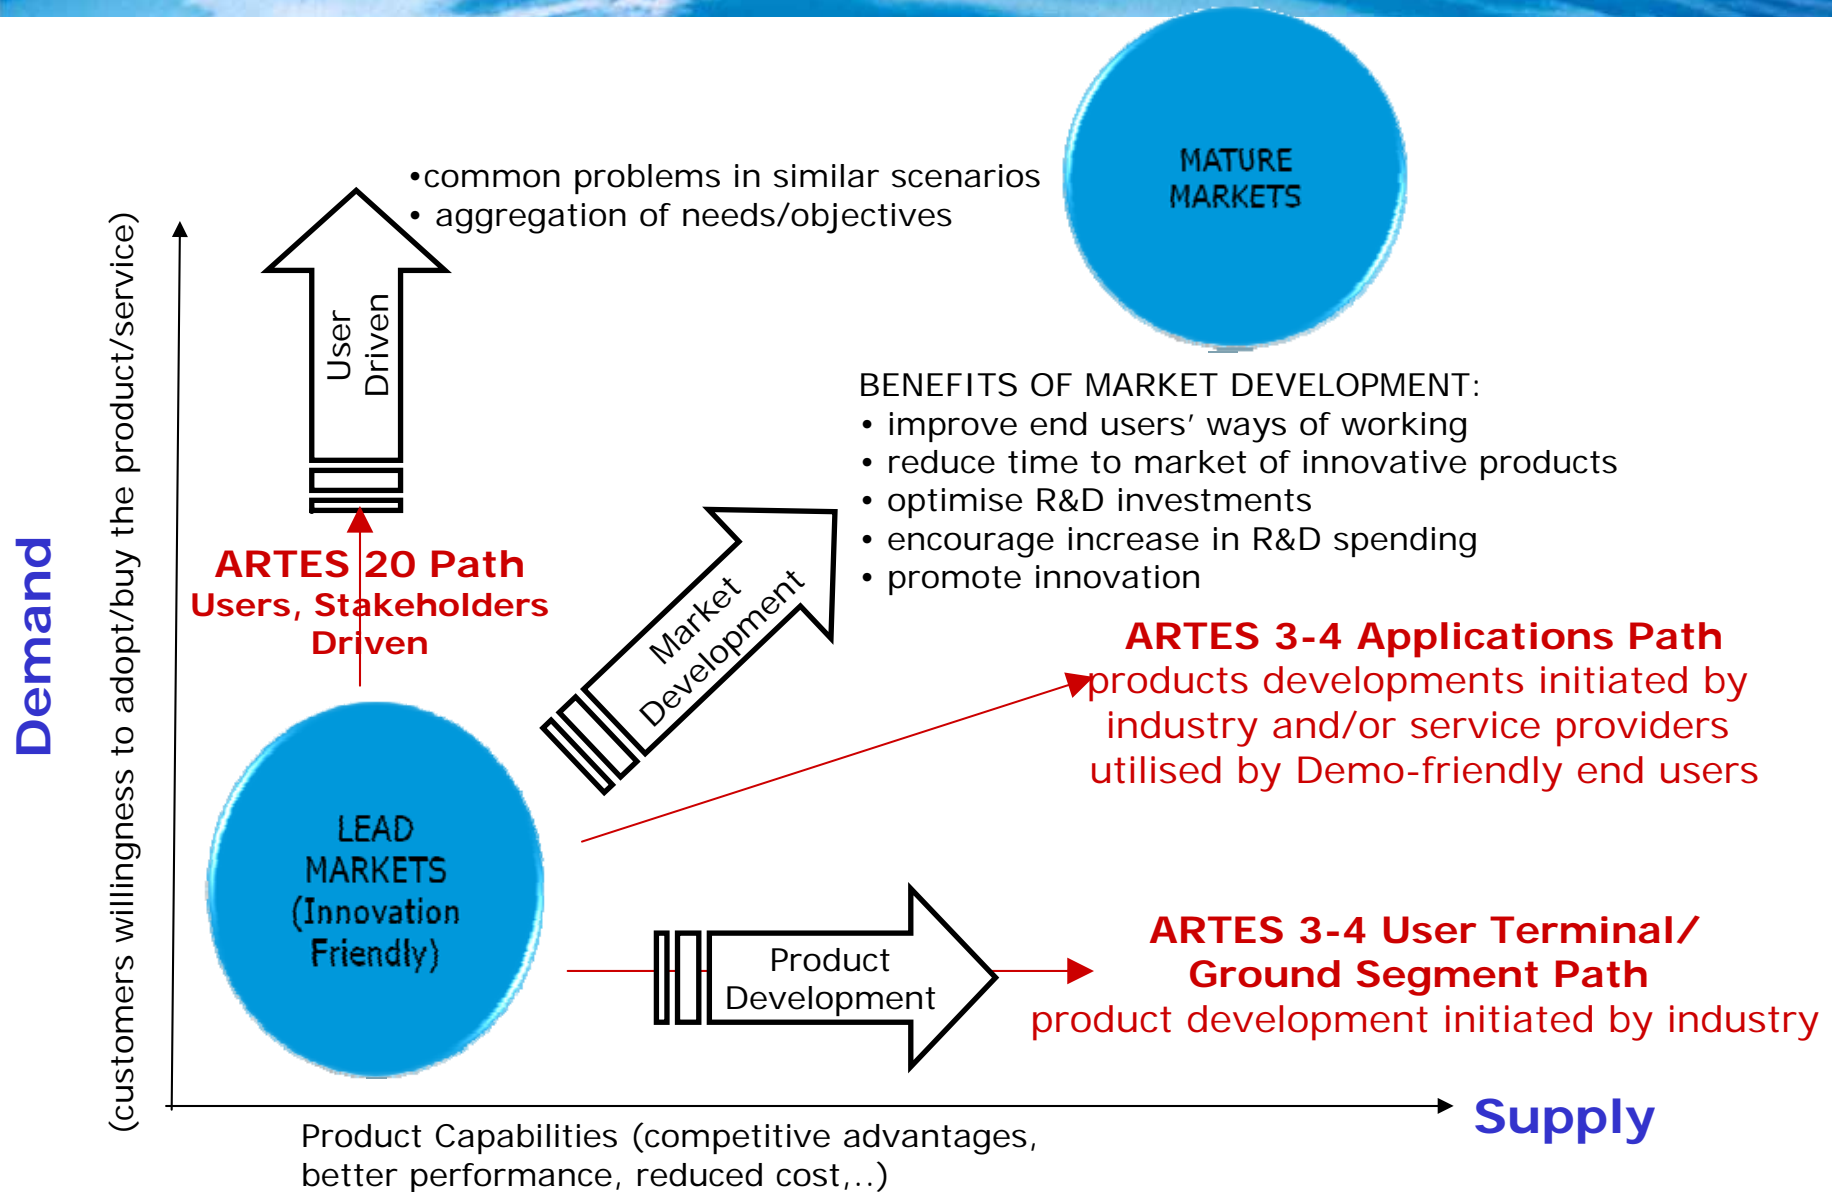 MATURE
MARKETS
•common problems in similar scenarios
• aggregation of needs/objectives
User
Driven
Demand
(customers willingness to adopt/buy the product/service)
BENEFITS OF MARKET DEVELOPMENT:
• improve end users’ ways of working
• reduce time to market of innovative products
• optimise R&D investments
• encourage increase in R&D spending
• promote innovation
ARTES 20 Path
Users, Stakeholders
Driven
Market
Development
ARTES 3-4 Applications Path
products developments initiated by
industry and/or service providers
utilised by Demo-friendly end users
LEAD
MARKETS
(Innovation
Friendly)
Product
Development
ARTES 3-4 User Terminal/
Ground Segment Path
product development initiated by industry
Supply
Product Capabilities (competitive advantages,
better performance, reduced cost,..)